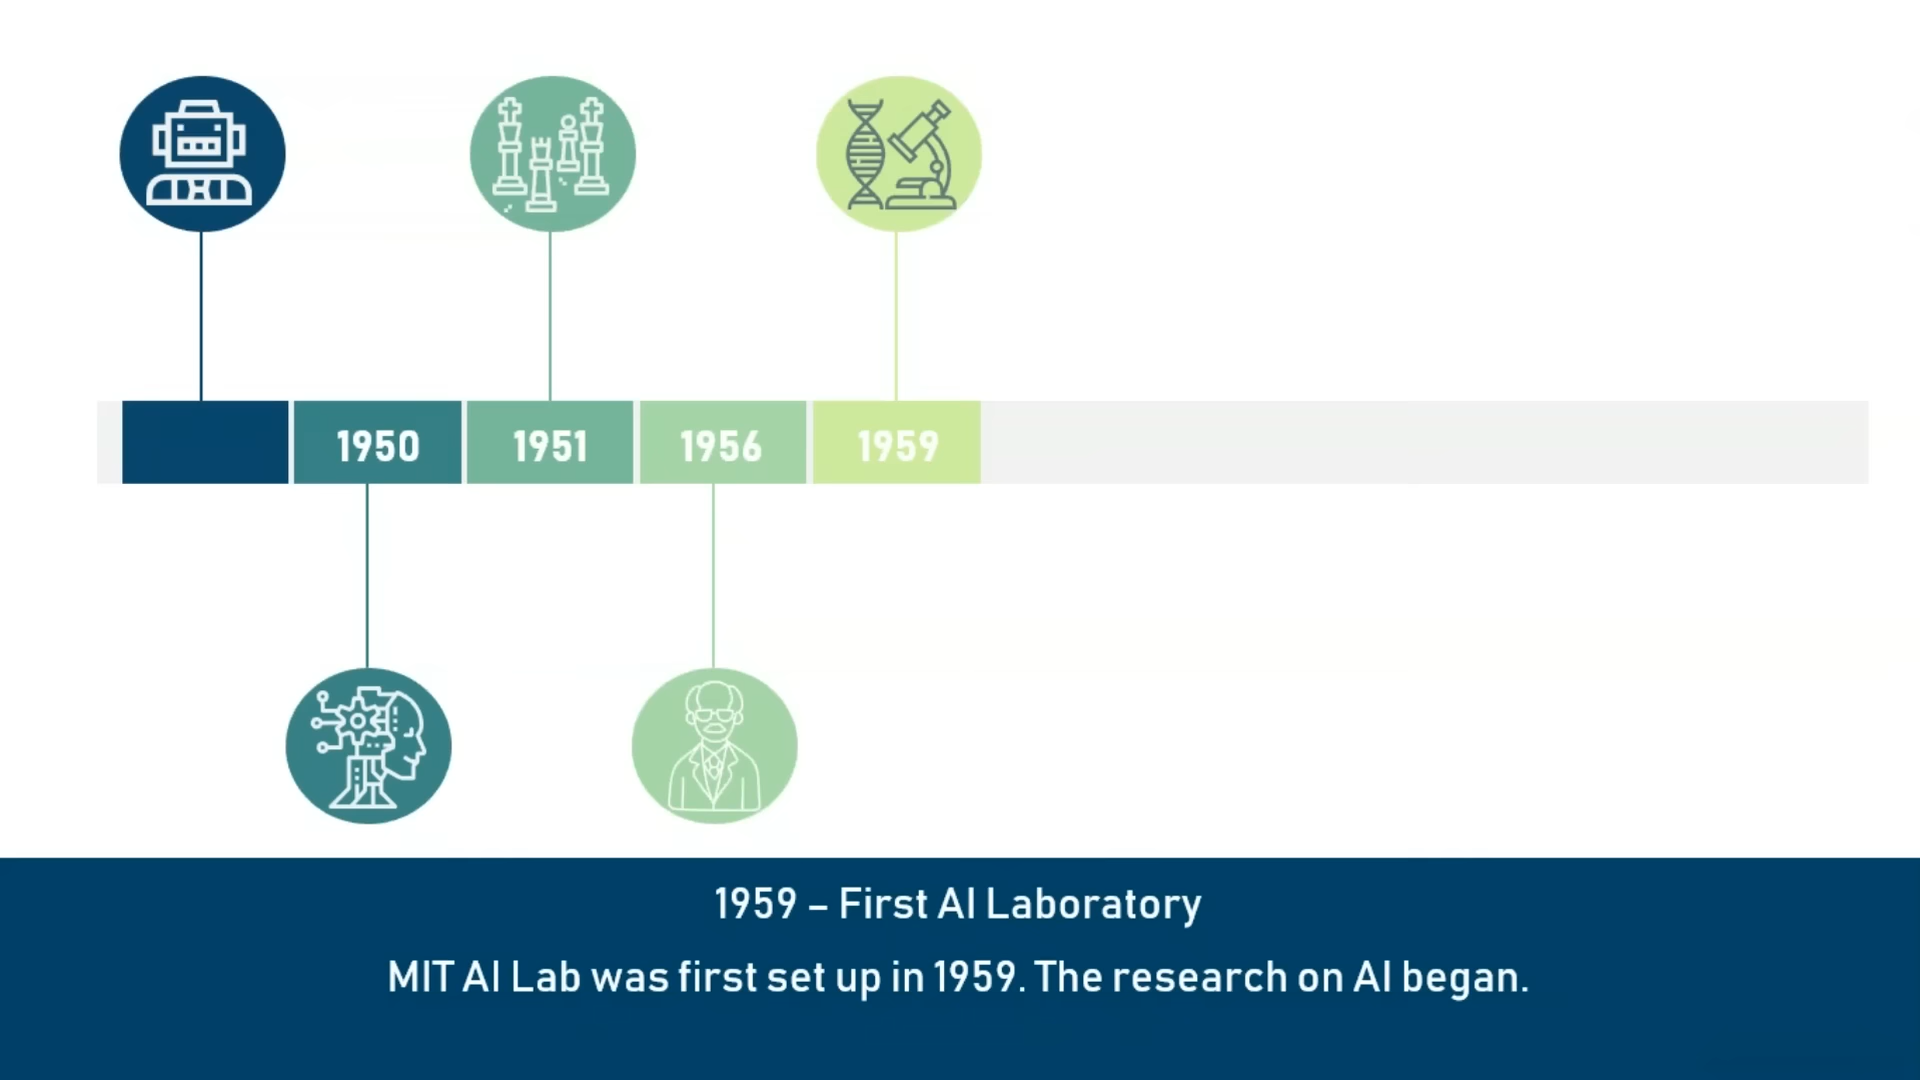 1950
1951
1956
1959
1959 – First AI Laboratory
MIT AI Lab was first set up in 1959. The research on AI began.